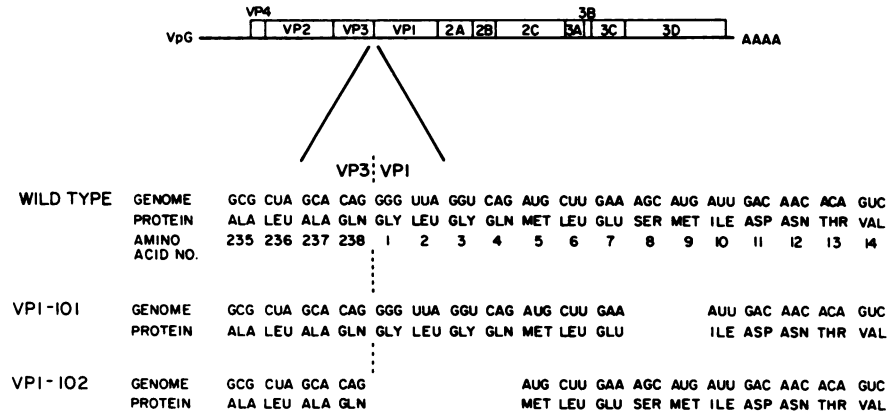 VP4 3B
VP2 VP3 VP1 2A 2B 2C 3A 3C 3D
VpG AAAA
VP3 VP1
WILD TYPE GENOME GCG CUA GCA CAG GGG UUA GGU CAG AUG CUU GAA AGC AUG AUU GAC AAC ACA GUC
PROTEIN ALA LEU ALA GLN GLY LEU GLY GLN MET LEU GLU SER MET ILE ASP ASN THR VAL
AMINO ACID NO. 235 236 237 238 1 2 3 4 5 6 7 8 9 10 11 12 13 14
VP1-101 GENOME GCG CUA GCA CAG GGG UUA GGU CAG AUG CUU GAA AUU GAC AAC ACA GUC
PROTEIN ALA LEU ALA GLN GLY LEU GLY GLN MET LEU GLU ILE ASP ASN THR VAL
VP1-102 GENOME GCG CUA GCA CAG AUG CUU GAA AGC AUG AUU GAC AAC ACA GUC
PROTEIN ALA LEU ALA GLN MET LEU GLU SER MET ILE ASP ASN THR VAL